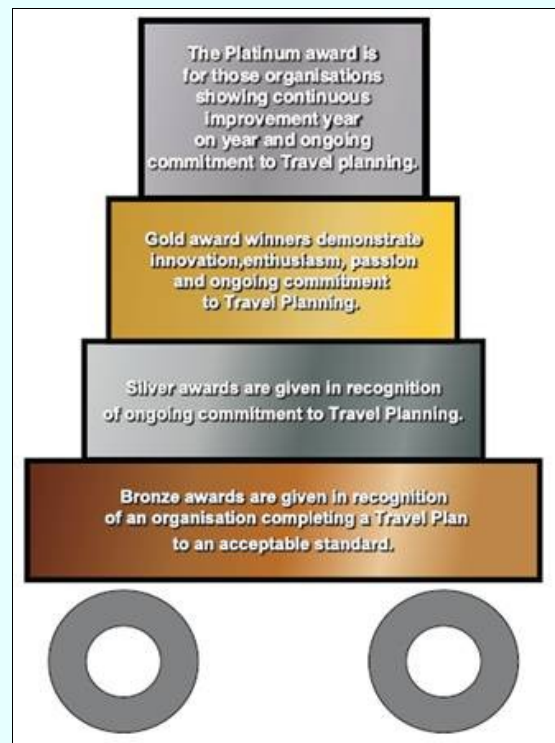 The Platinum award is
for those organisations
showing continuous
improvement year
on year and ongoing
commitment to Travel planning.
Gold award winners demonstrate
innovation,enthusiasm, passion
and ongoing commitment
to Travel Planning.
Silver awards are given in recognition
of ongoing commitment to Travel Planning.
Bronze awards are given in recognition
of an organisation completing a Travel Plan
to an acceptable standard.